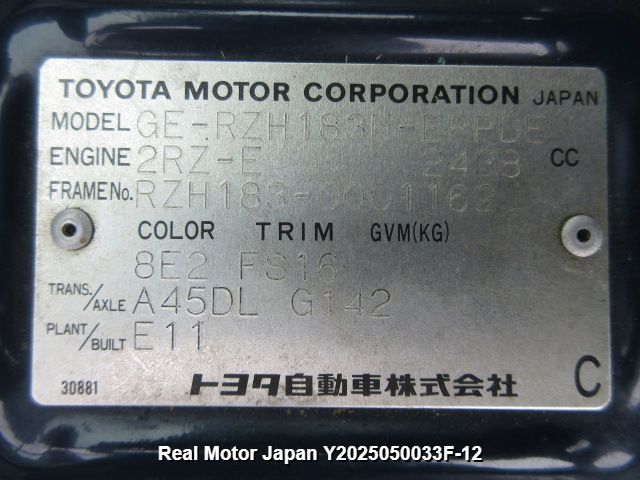 TOYOTA MOTOR CORPORATION JAPAN
MODEL GE-RZH183N-ERPDE
ENGINE 2RZ-E 2438 CC
FRAME No. RZH183-0001162
COLOR TRIM GVM(KG)
8E2 FS16
TRANS./AXLE A45DL G142
PLANT/BUILT E11
30881 トヨタ自動車株式会社 C
Real Motor Japan Y2025050033F-12